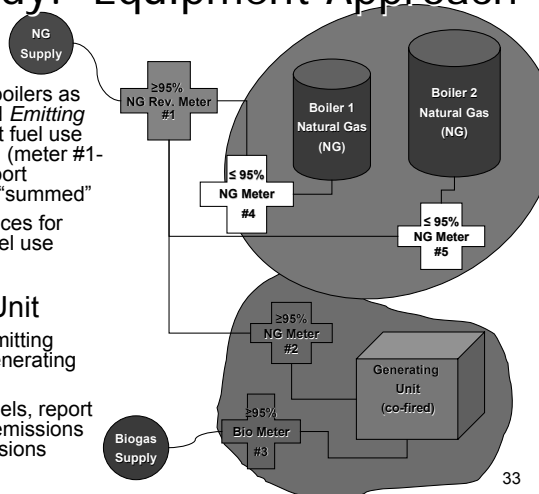 Equipment Approach
oilers as
Emitting
t fuel use
(meter #1-
port
"summed"
ces for
el use
Unit
mitting
enerating
els, report
emissions
sions
NG
Supply
≥95%
NG Rev. Meter
#1
Boiler 1
Natural Gas
(NG)
Boiler 2
Natural Gas
(NG)
≤ 95%
NG Meter
#4
≤ 95%
NG Meter
#5
≥95%
NG Meter
#2
Generating
Unit
(co-fired)
≥95%
Bio Meter
#3
Biogas
Supply
33